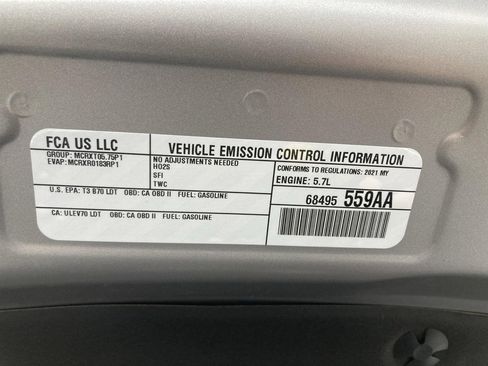 FCA US LLC
GROUP: MCRXT05.75P1
EVAP: MCRXR0183RP1
VEHICLE EMISSION CONTROL INFORMATION
NO ADJUSTMENTS NEEDED
HO2S
SFI
TWC
CONFORMS TO REGULATIONS: 2021 MY
ENGINE: 5.7L
U.S. EPA: T3 B70 LDT OBD: CA OBD II FUEL: GASOLINE
68495 559AA
CA: ULEV70 LDT OBD: CA OBD II FUEL: GASOLINE